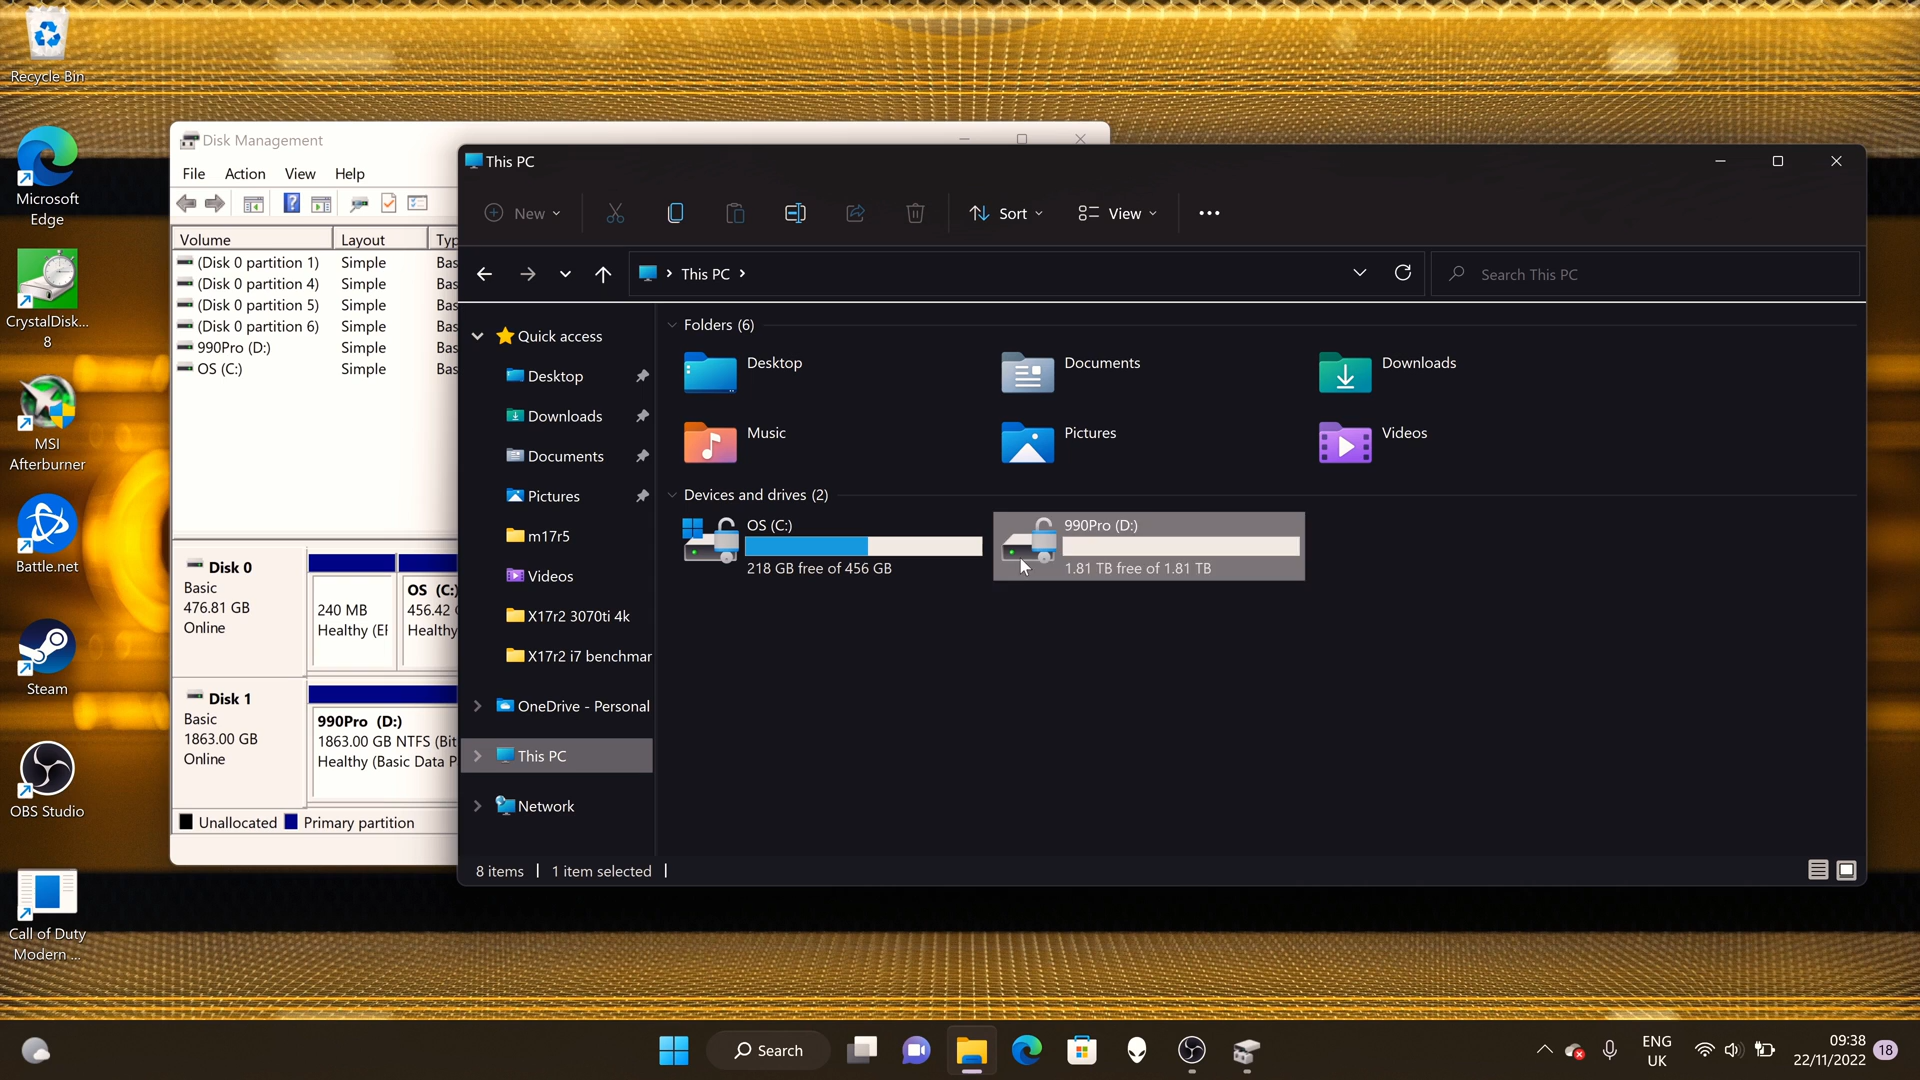 Recycle Bin
Microsoft
Edge
CrystalDisk...
8
MSI
Afterburner
Battle.net
Steam
OBS Studio
Call of Duty
Modern ...
Disk Management
File Action View Help
Volume Layout Typ
(Disk 0 partition 1) Simple Bas
(Disk 0 partition 4) Simple Bas
(Disk 0 partition 5) Simple Bas
(Disk 0 partition 6) Simple Bas
990Pro (D:) Simple Bas
OS (C:) Simple Bas
Disk 0
Basic
476.81 GB
Online
240 MB
Healthy (EF
OS (C:)
456.42
Healthy
Disk 1
Basic
1863.00 GB
Online
990Pro (D:)
1863.00 GB NTFS (Bit
Healthy (Basic Data P
Unallocated Primary partition
This PC
New Sort View
This PC
Search This PC
Quick access
Desktop
Downloads
Documents
Pictures
m17r5
Videos
X17r2 3070ti 4k
X17r2 i7 benchmar
OneDrive - Personal
This PC
Network
Folders (6)
Desktop
Documents
Downloads
Music
Pictures
Videos
Devices and drives (2)
OS (C:)
218 GB free of 456 GB
990Pro (D:)
1.81 TB free of 1.81 TB
8 items 1 item selected
Search
ENG
UK
09:38
22/11/2022
18